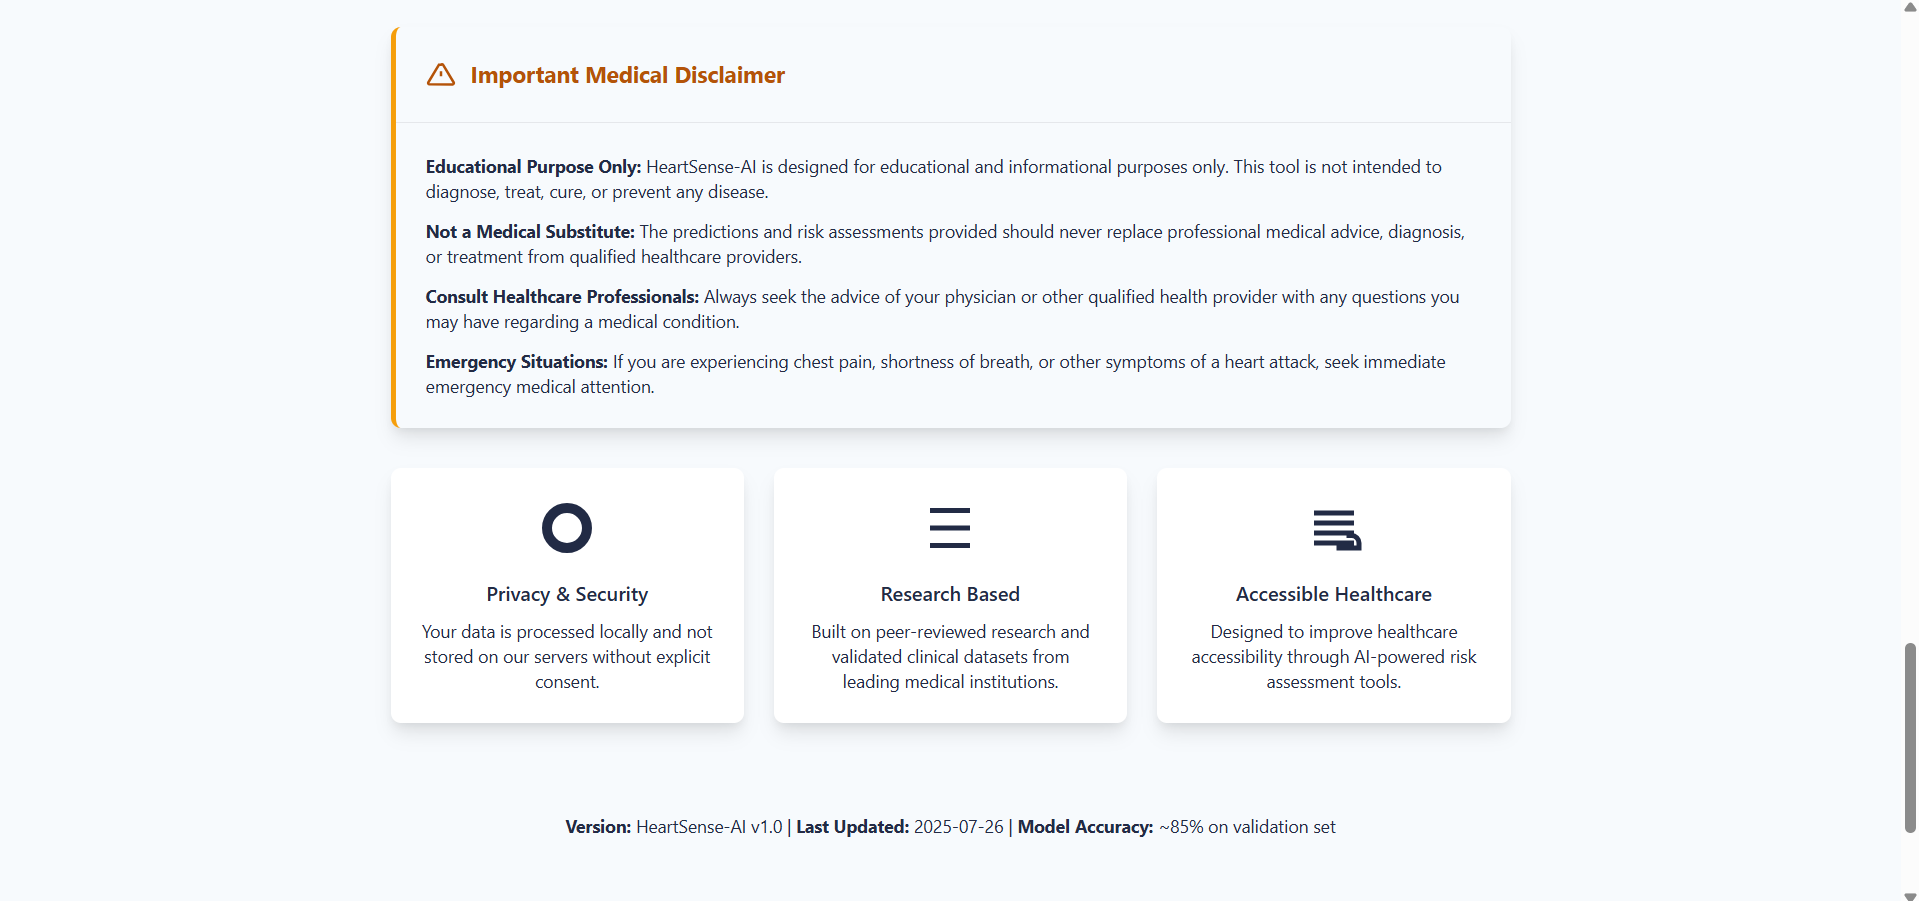 Important Medical Disclaimer
Educational Purpose Only: HeartSense-AI is designed for educational and informational purposes only. This tool is not intended to
diagnose, treat, cure, or prevent any disease.
Not a Medical Substitute: The predictions and risk assessments provided should never replace professional medical advice, diagnosis,
or treatment from qualified healthcare providers.
Consult Healthcare Professionals: Always seek the advice of your physician or other qualified health provider with any questions you
may have regarding a medical condition.
Emergency Situations: If you are experiencing chest pain, shortness of breath, or other symptoms of a heart attack, seek immediate
emergency medical attention.
Privacy & Security
Your data is processed locally and not
stored on our servers without explicit
consent.
Research Based
Built on peer-reviewed research and
validated clinical datasets from
leading medical institutions.
Accessible Healthcare
Designed to improve healthcare
accessibility through AI-powered risk
assessment tools.
Version: HeartSense-AI v1.0 | Last Updated: 2025-07-26 | Model Accuracy: ~85% on validation set